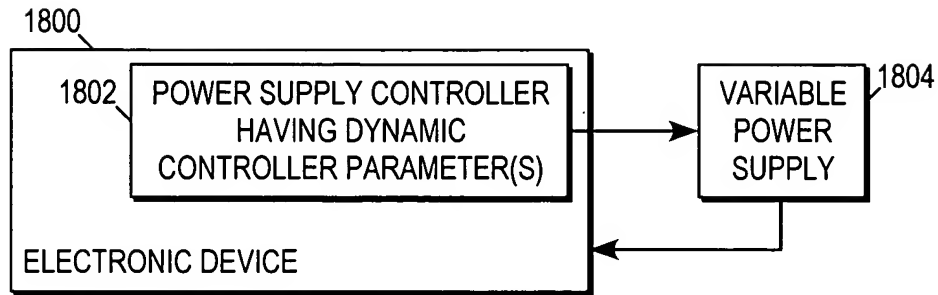 1800
1802
POWER SUPPLY CONTROLLER
HAVING DYNAMIC
CONTROLLER PARAMETER(S)
1804
VARIABLE
POWER
SUPPLY
ELECTRONIC DEVICE